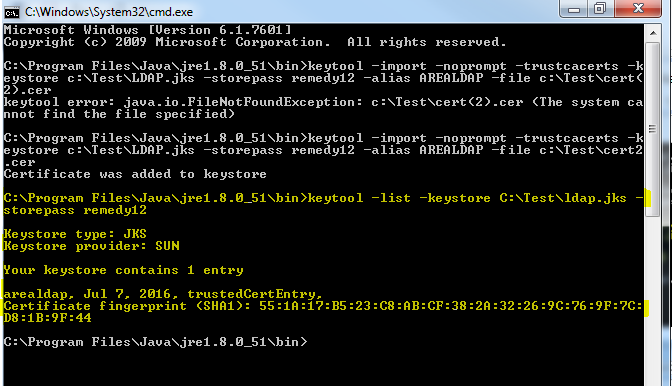 C:\Windows\System32\cmd.exe
Microsoft Windows [Version 6.1.7601]
Copyright (c) 2009 Microsoft Corporation.  All rights reserved.
C:\Program Files\Java\jre1.8.0_51\bin>keytool -import -noprompt -trustcacerts -k
eystore c:\Test\LDAP.jks -storepass remedy12 -alias AREALDAP -file c:\Test\cert(
2).cer
keytool error: java.io.FileNotFoundException: c:\Test\cert(2).cer (The system ca
nnot find the file specified)
C:\Program Files\Java\jre1.8.0_51\bin>keytool -import -noprompt -trustcacerts -k
eystore c:\Test\LDAP.jks -storepass remedy12 -alias AREALDAP -file c:\Test\cert2
.cer
Certificate was added to keystore
C:\Program Files\Java\jre1.8.0_51\bin>keytool -list -keystore C:\Test\ldap.jks -
storepass remedy12
Keystore type: JKS
Keystore provider: SUN
Your keystore contains 1 entry
arealdap, Jul 7, 2016, trustedCertEntry,
Certificate fingerprint (SHA1): 55:1A:17:B5:23:C8:AB:CF:38:2A:32:26:9C:76:9F:7C:
D8:1B:9F:44
C:\Program Files\Java\jre1.8.0_51\bin>